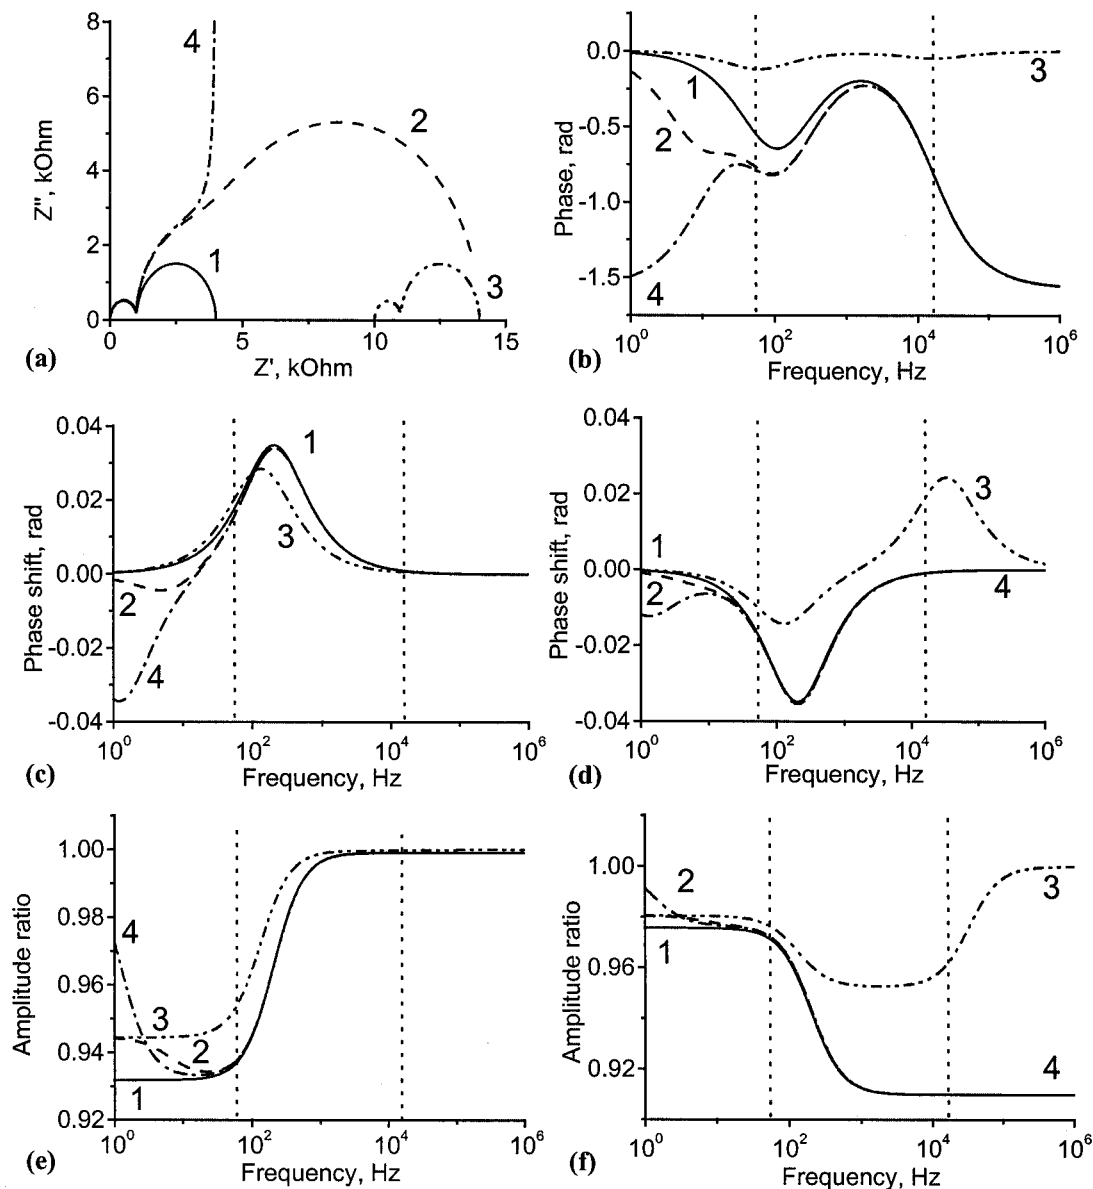 8
6
4
2
0
Z'', kOhm
4
2
1
3
0 5 10 15
Z', kOhm
(a)
0.0
-0.5
-1.0
-1.5
Phase, rad
1
2
3
4
10^0 10^2 10^4 10^6
Frequency, Hz
(b)
0.04
0.02
0.00
-0.02
-0.04
Phase shift, rad
1
3
2
4
10^0 10^2 10^4 10^6
Frequency, Hz
(c)
0.04
0.02
0.00
-0.02
-0.04
Phase shift, rad
3
1
2
4
10^0 10^2 10^4 10^6
Frequency, Hz
(d)
1.00
0.98
0.96
0.94
0.92
Amplitude ratio
4
3
2
1
10^0 10^2 10^4 10^6
Frequency, Hz
(e)
1.00
0.96
0.92
Amplitude ratio
2
3
1
4
10^0 10^2 10^4 10^6
Frequency, Hz
(f)